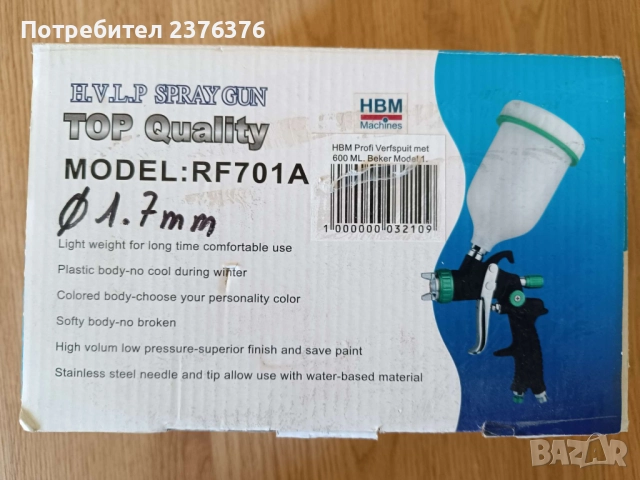 Потребител 2376376
H.V.L.P SPRAY GUN
TOP Quality
MODEL:RF701A
Ø 1.7mm
HBM
Machines
HBM Profi Verfspuit met
600 ML. Beker Model 1.
1 000000 032109
Light weight for long time comfortable use
Plastic body-no cool during winter
Colored body-choose your personality color
Softy body-no broken
High volum low pressure-superior finish and save paint
Stainless steel needle and tip allow use with water-based material
BAZAR